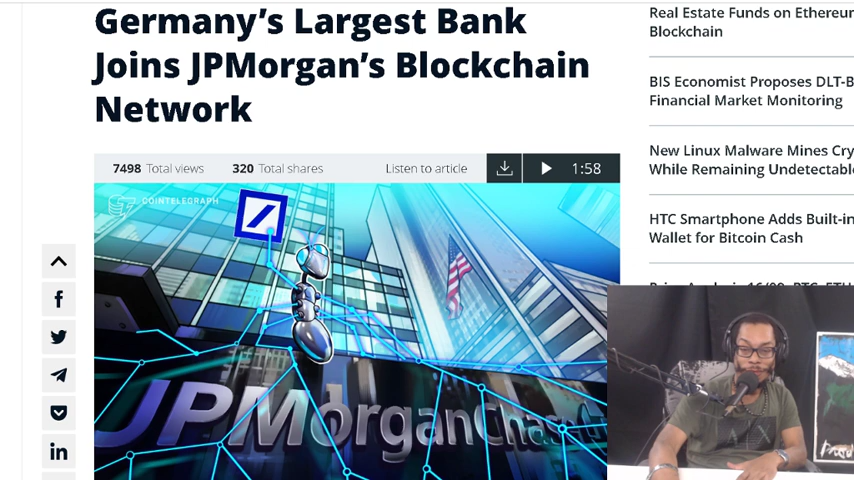 Germany's Largest Bank
Joins JPMorgan's Blockchain
Network
7498 Total views
320 Total shares
Listen to article
1:58
COINTELEGRAPH
JPMorganChase
Real Estate Funds on Ethereum
Blockchain
BIS Economist Proposes DLT-B
Financial Market Monitoring
New Linux Malware Mines Cry
While Remaining Undetectable
HTC Smartphone Adds Built-in
Wallet for Bitcoin Cash